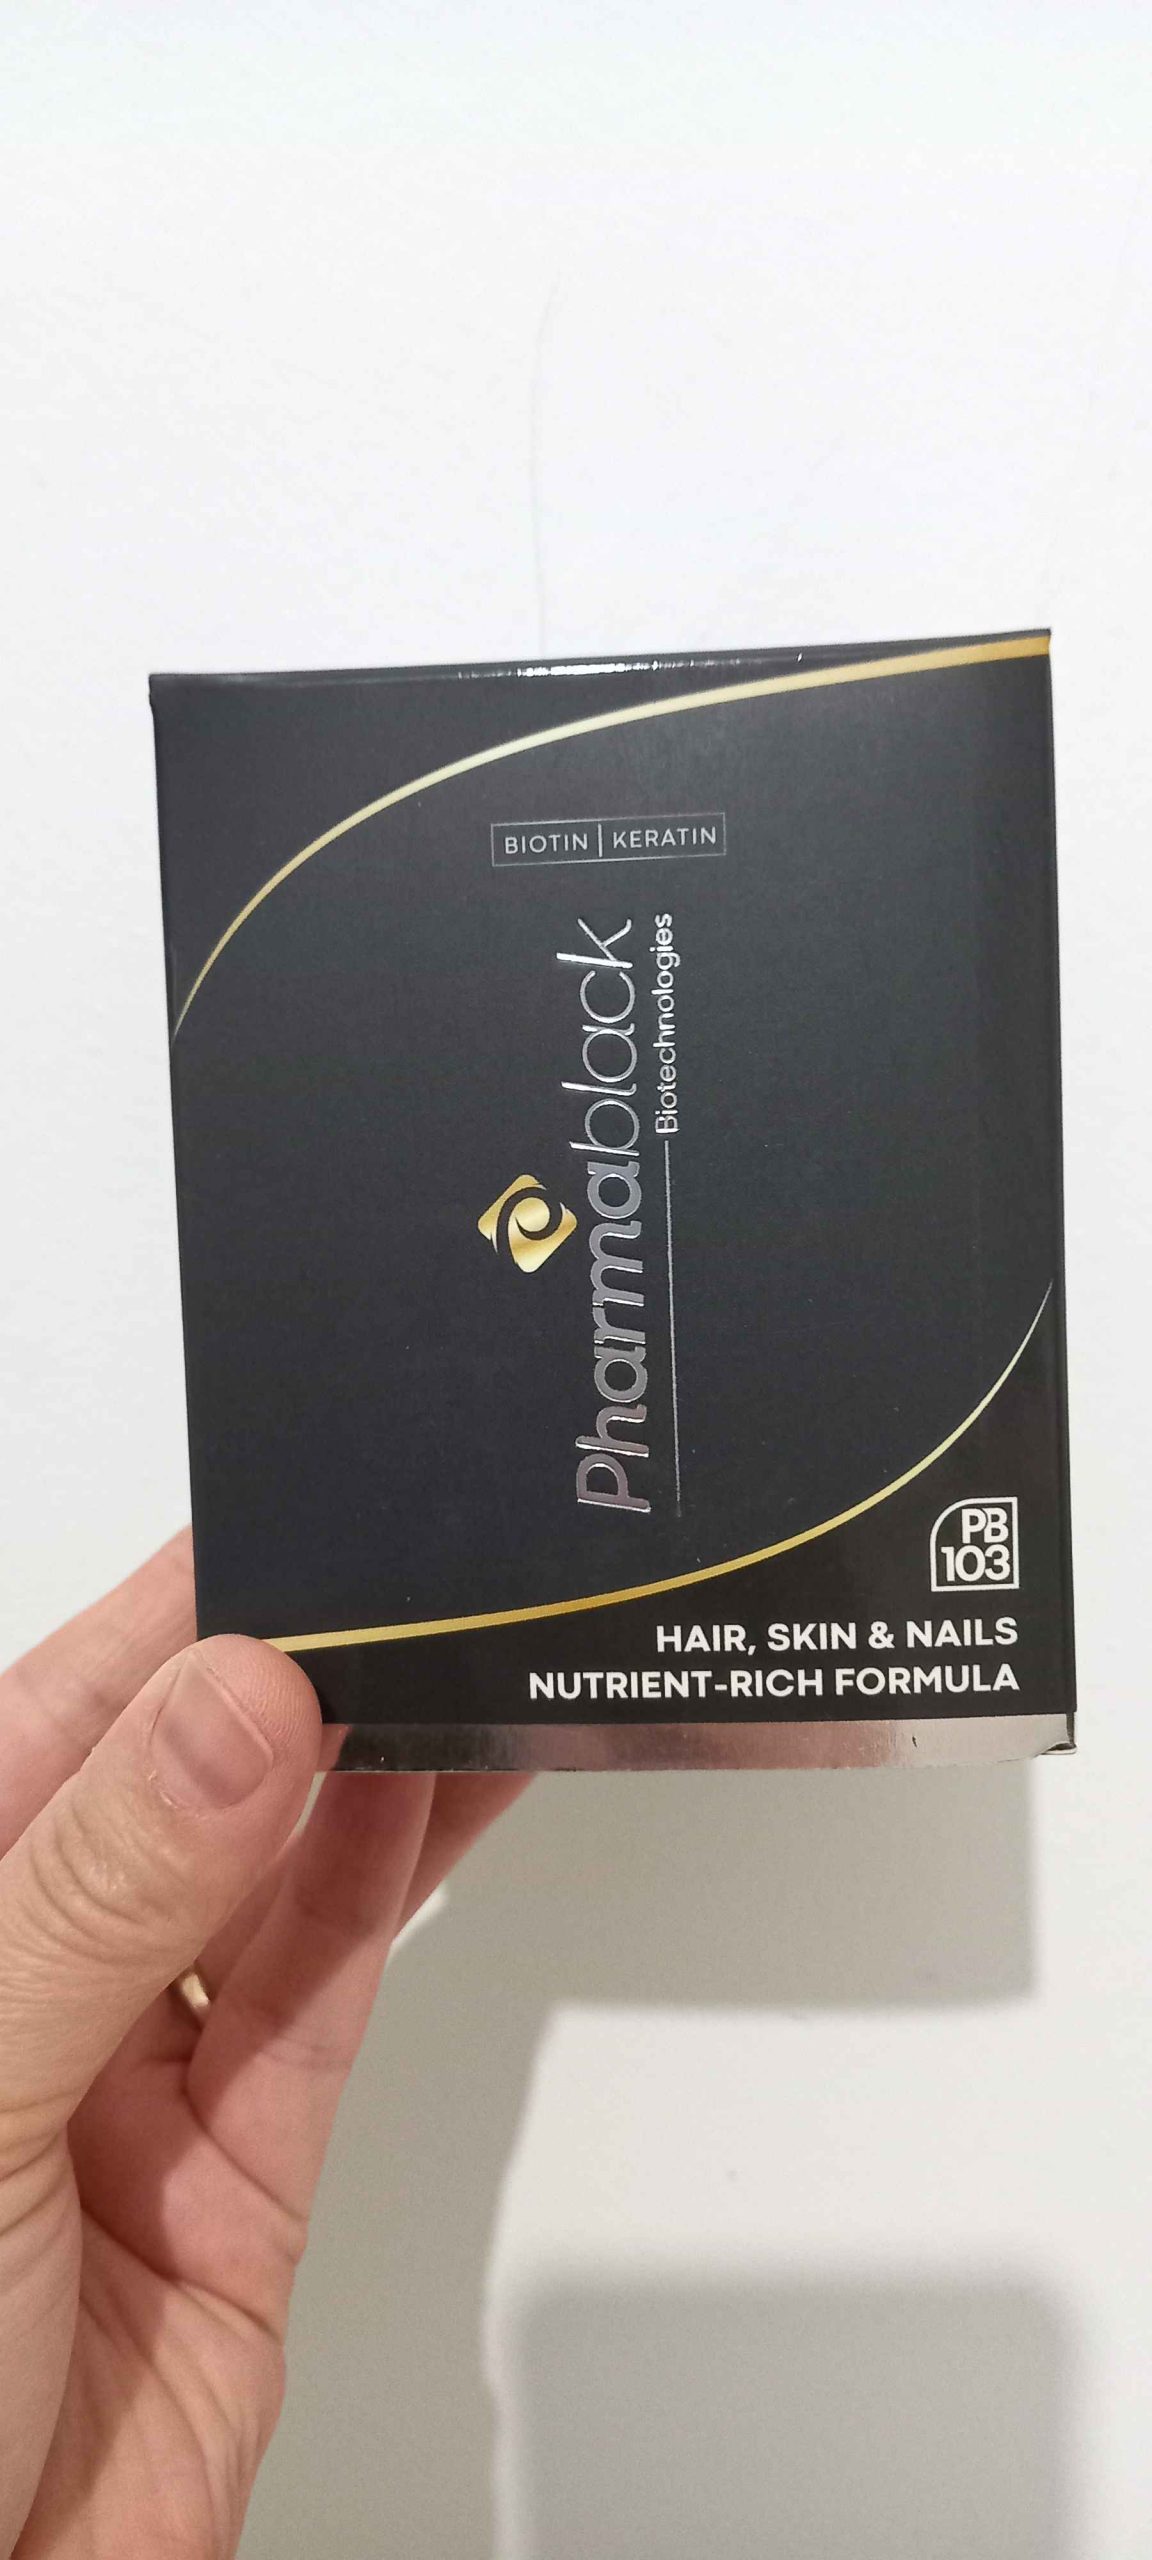 BIOTIN | KERATIN
Pharmablack
Biotechnologies
PB
103
HAIR, SKIN & NAILS
NUTRIENT-RICH FORMULA